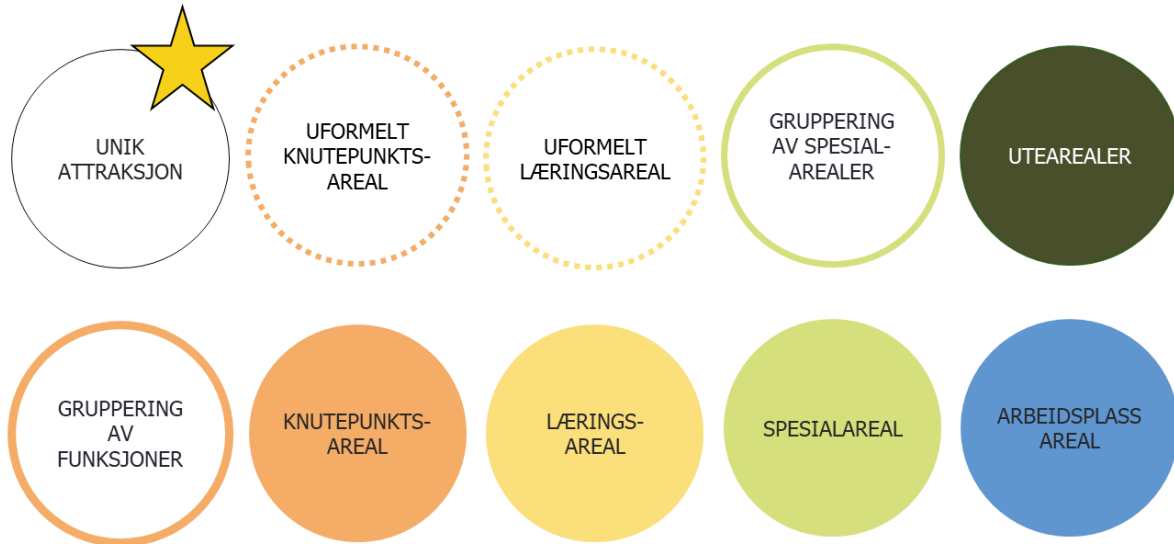 UNIK
ATTRAKSJON
UFORMELT
KNUTEPUNKTS-
AREAL
UFORMELT
LÆRINGSAREAL
GRUPPERING
AV SPESIAL-
AREALER
UTEAREALER
GRUPPERING
AV
FUNKSJONER
KNUTEPUNKTS-
AREAL
LÆRINGS-
AREAL
SPESIALAREAL
ARBEIDSPLASS
AREAL